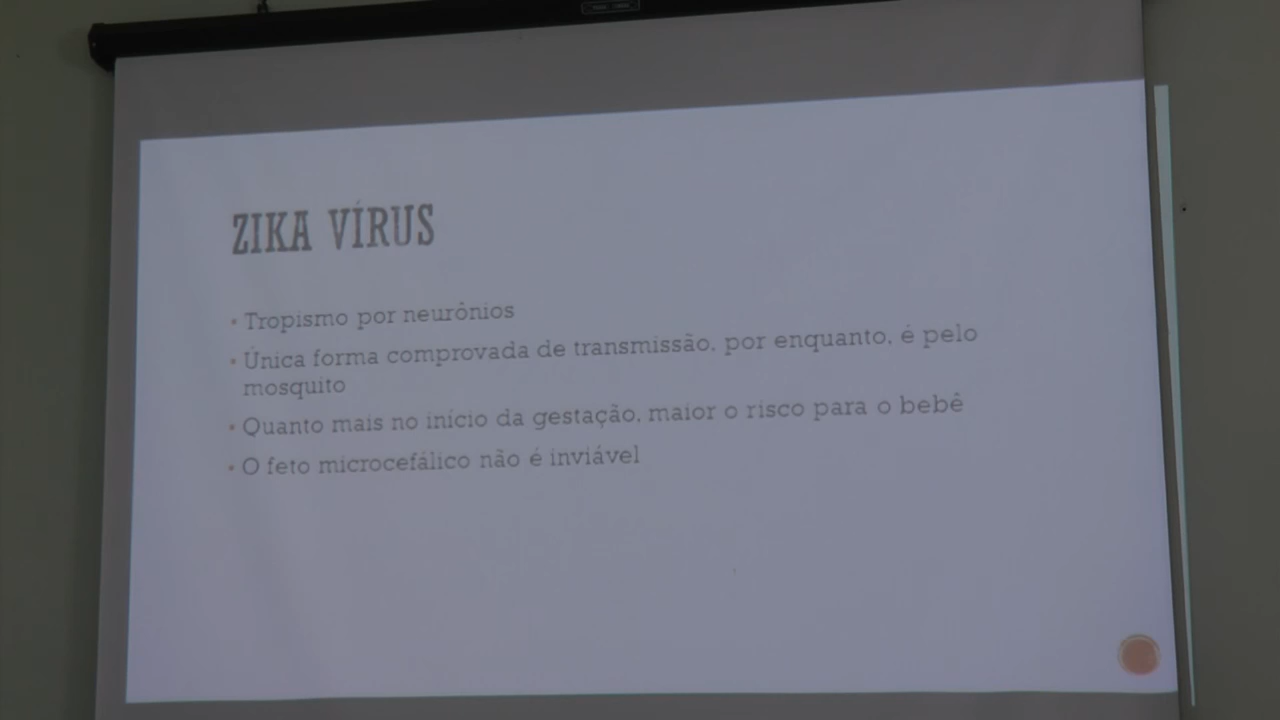 ZIKA VÍRUS
• Tropismo por neurônios
• Única forma comprovada de transmissão, por enquanto, é pelo
mosquito
• Quanto mais no início da gestação, maior o risco para o bebê
• O feto microcefálico não é inviável